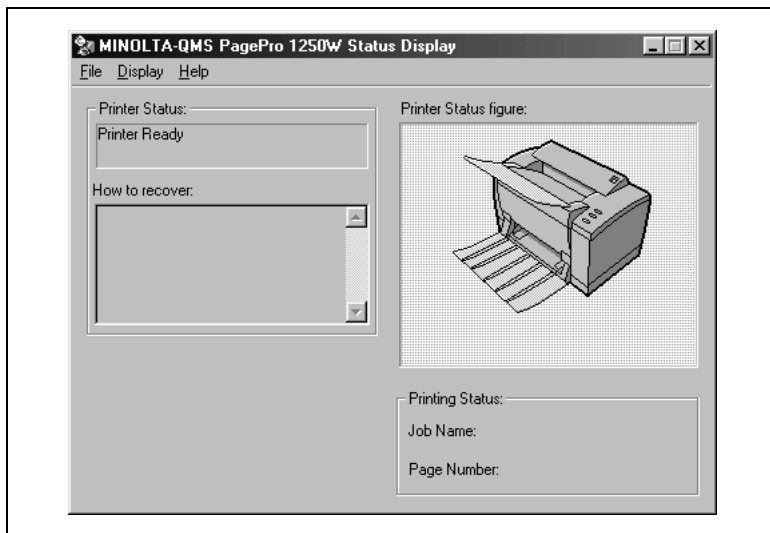 MINOLTA-QMS PagePro 1250W Status Display
File Display Help
Printer Status:
Printer Ready
How to recover:
Printer Status figure:
Printing Status:
Job Name:
Page Number: